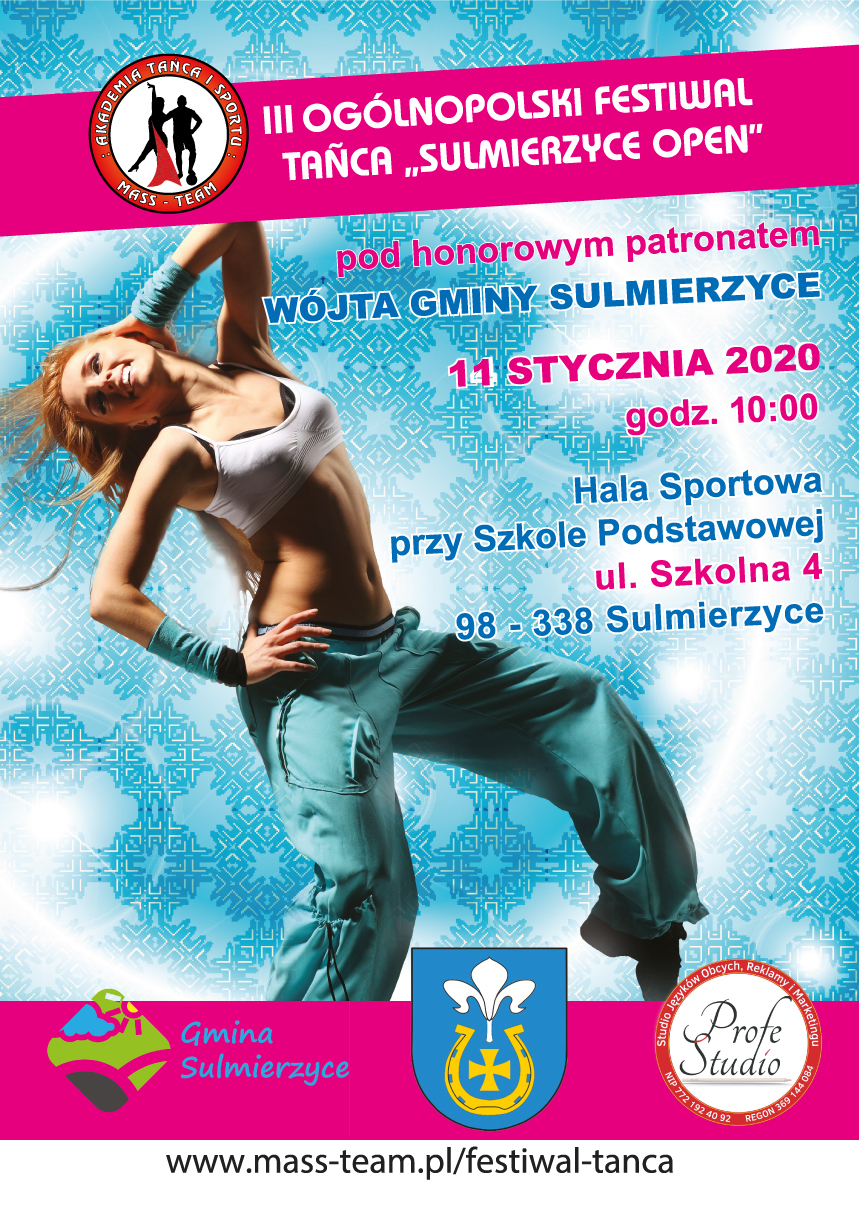 AKADEMIA TAŃCA I SPORTU
MASS - TEAM
III OGÓLNOPOLSKI FESTIWAL
TAÑCA „SULMIERZYCE OPEN”
pod honorowym patronatem
WÓJTA GMINY SULMIERZYCE
11 STYCZNIA 2020
godz. 10:00
Hala Sportowa
przy Szkole Podstawowej
ul. Szkolna 4
98 - 338 Sulmierzyce
Gmina
Sulmierzyce
Studio Języków Obcych, Reklamy i Marketingu
Profe
Studio
NIP 772 192 40 92 REGON 369 144 084
www.mass-team.pl/festiwal-tanca